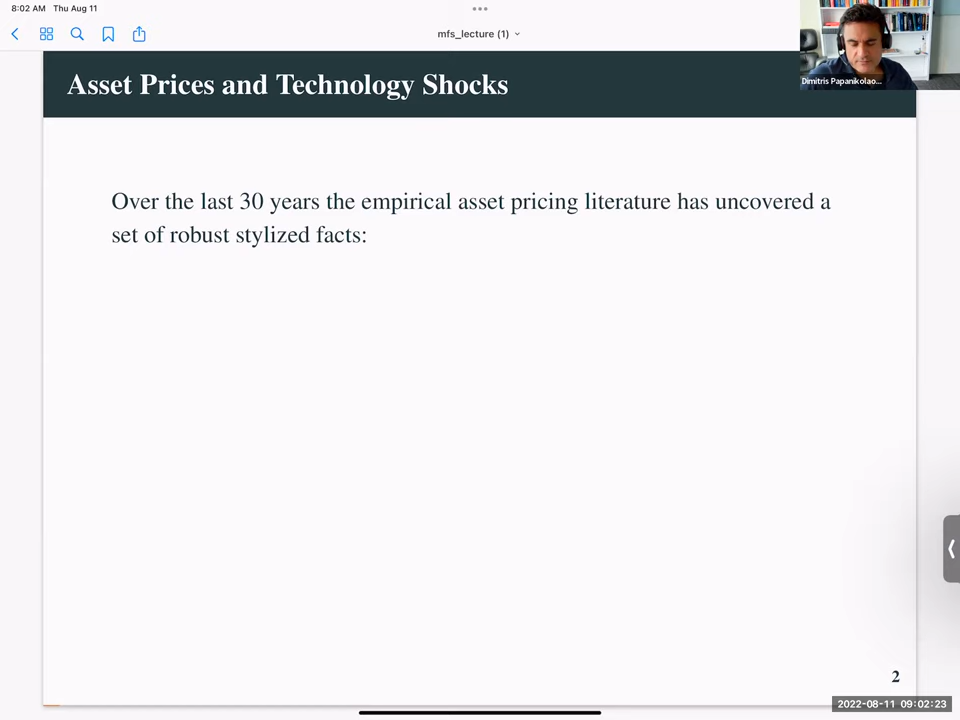 8:02 AM Thu Aug 11
mfs_lecture (1)
Asset Prices and Technology Shocks
Dimitris Papanikolao...
Over the last 30 years the empirical asset pricing literature has uncovered a
set of robust stylized facts:
2
2022-08-11 09:02:23